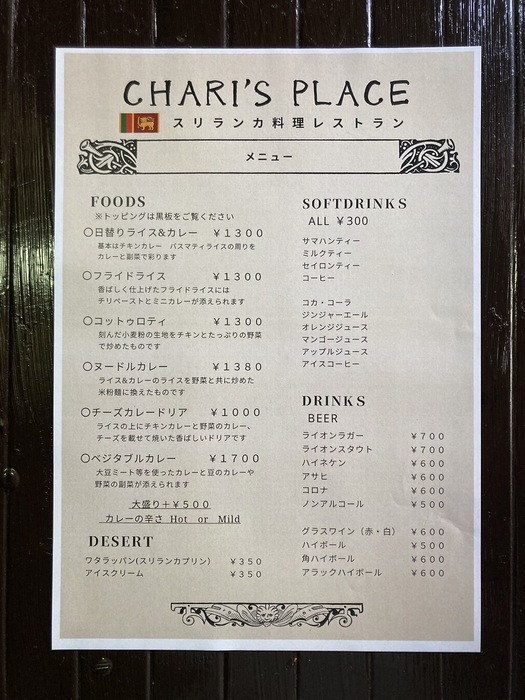 CHARI'S PLACE
スリランカ料理レストラン
メニュー
FOODS
※トッピングは黒板をご覧ください
○日替りライス&カレー ￥１３００
基本はチキンカレー バスマティライスの周りを
カレーと副菜で彩ります
○フライドライス ￥１３００
香ばしく仕上げたフライドライスには
チリペーストとミニカレーが添えられます
○コットゥロティ ￥１３００
刻んだ小麦粉の生地をチキンとたっぷりの野菜
で炒めたものです
○ヌードルカレー ￥１３８０
ライス&カレーのライスを野菜と共に炒めた
米粉麺に換えたものです
○チーズカレードリア ￥１０００
ライスの上にチキンカレーと野菜のカレー、
チーズを載せて焼いた香ばしいドリアです
○ベジタブルカレー ￥１７００
大豆ミート等を使ったカレーと豆のカレーや
野菜の副菜が添えられます
大盛り＋￥５００
カレーの辛さ Hot or Mild
DESERT
ワタラッパン(スリランカプリン) ￥３５０
アイスクリーム ￥３５０
SOFTDRINKS
ALL ￥300
サマハンティー
ミルクティー
セイロンティー
コーヒー
コカ・コーラ
ジンジャーエール
オレンジジュース
マンゴージュース
アップルジュース
アイスコーヒー
DRINKS
BEER
ライオンラガー ￥７００
ライオンスタウト ￥７００
ハイネケン ￥６００
アサヒ ￥６００
コロナ ￥６００
ノンアルコール ￥５００
グラスワイン（赤・白） ￥６００
ハイボール ￥５００
角ハイボール ￥６００
アラックハイボール ￥６００